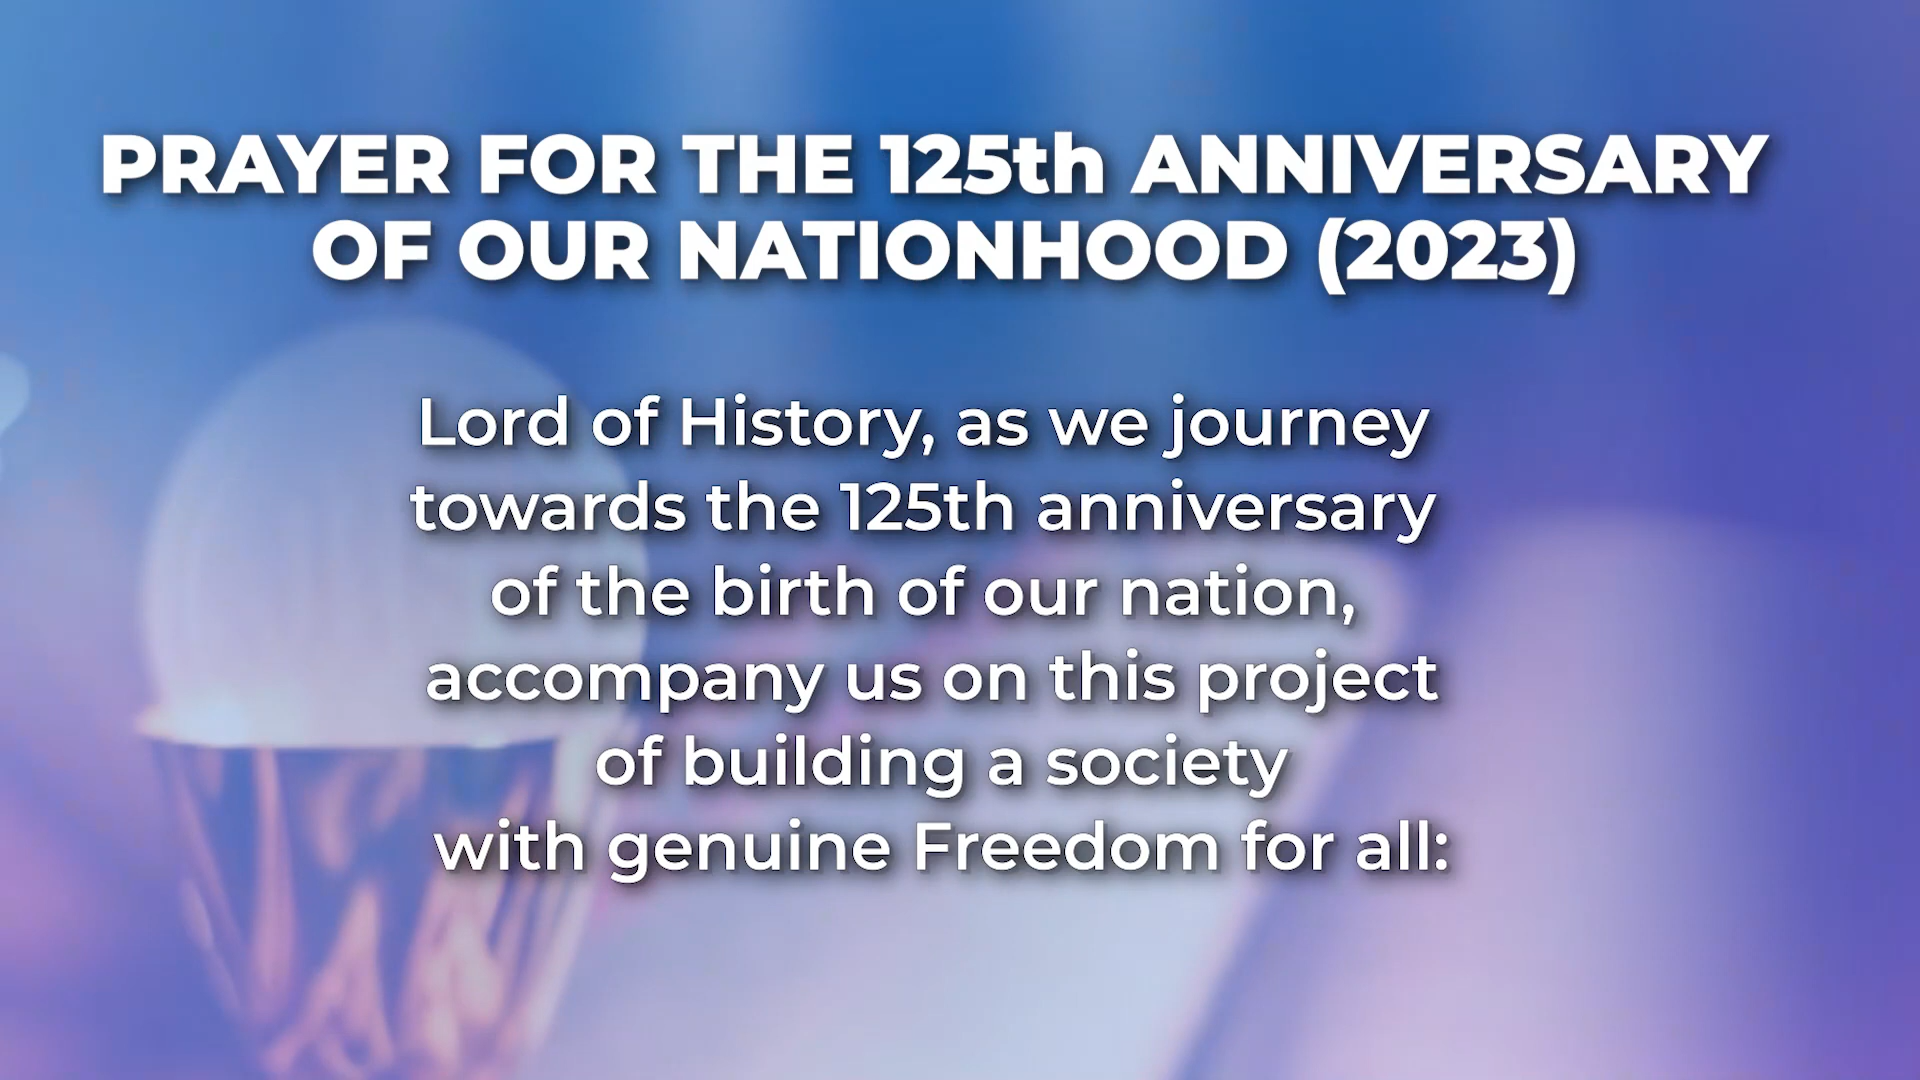 PRAYER FOR THE 125th ANNIVERSARY
OF OUR NATIONHOOD (2023)
Lord of History, as we journey
towards the 125th anniversary
of the birth of our nation,
accompany us on this project
of building a society
with genuine Freedom for all: